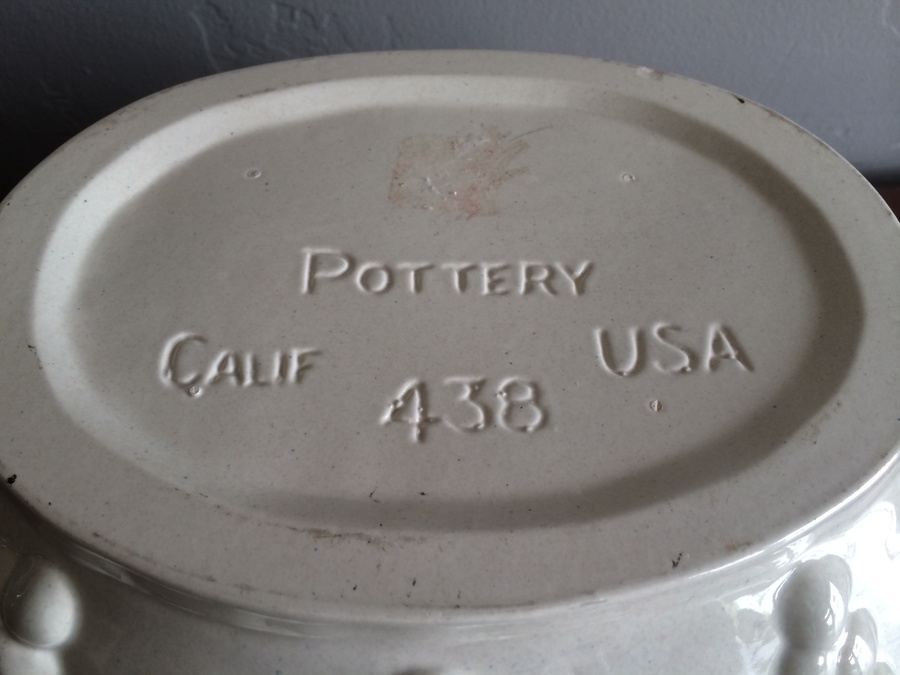 Pottery
Calif USA
438